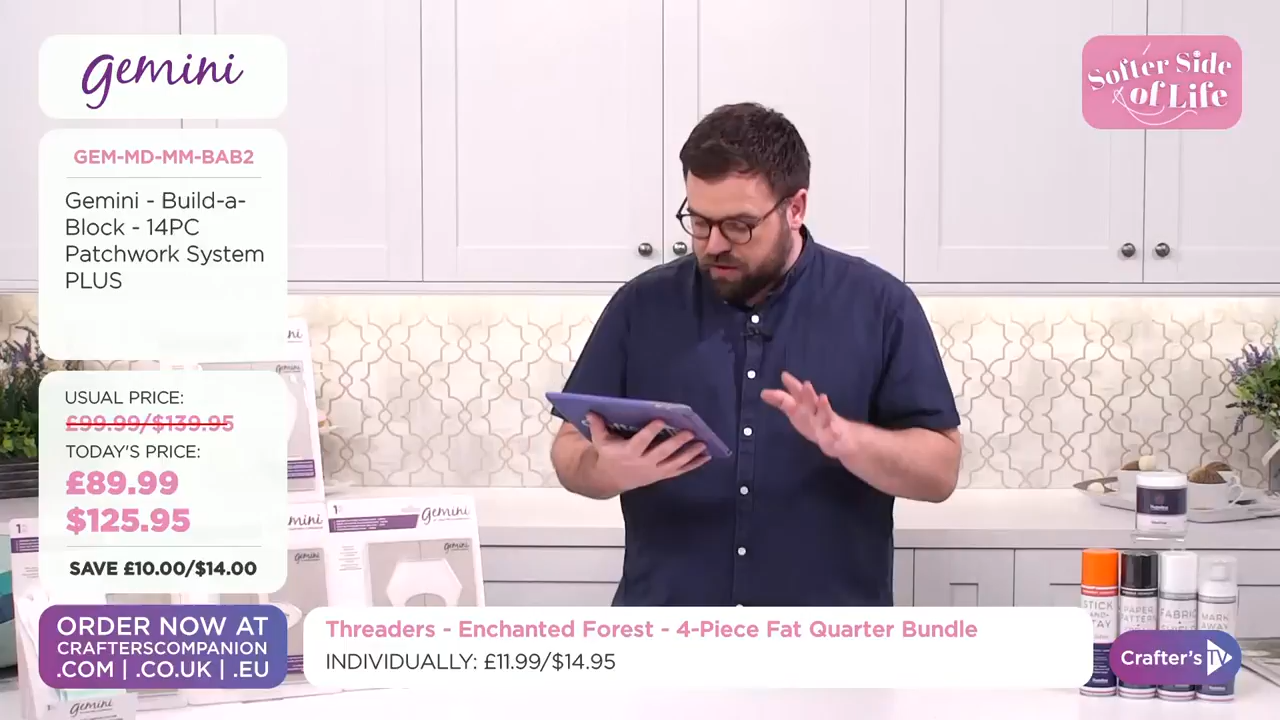 gemini
GEM-MD-MM-BAB2
Gemini - Build-a-
Block - 14PC
Patchwork System
PLUS
USUAL PRICE:
£99.99/$139.95
TODAY'S PRICE:
£89.99
$125.95
SAVE £10.00/$14.00
ORDER NOW AT
CRAFTERSCOMPANION
.COM | .CO.UK | .EU
Threaders - Enchanted Forest - 4-Piece Fat Quarter Bundle
INDIVIDUALLY: £11.99/$14.95
Softer Side
of Life
Crafter's TV
gemini
gemini
gemini
STICK
AND
STAY
PAPER
PATTERN
FABRIC
MARK
AWAY
gemini